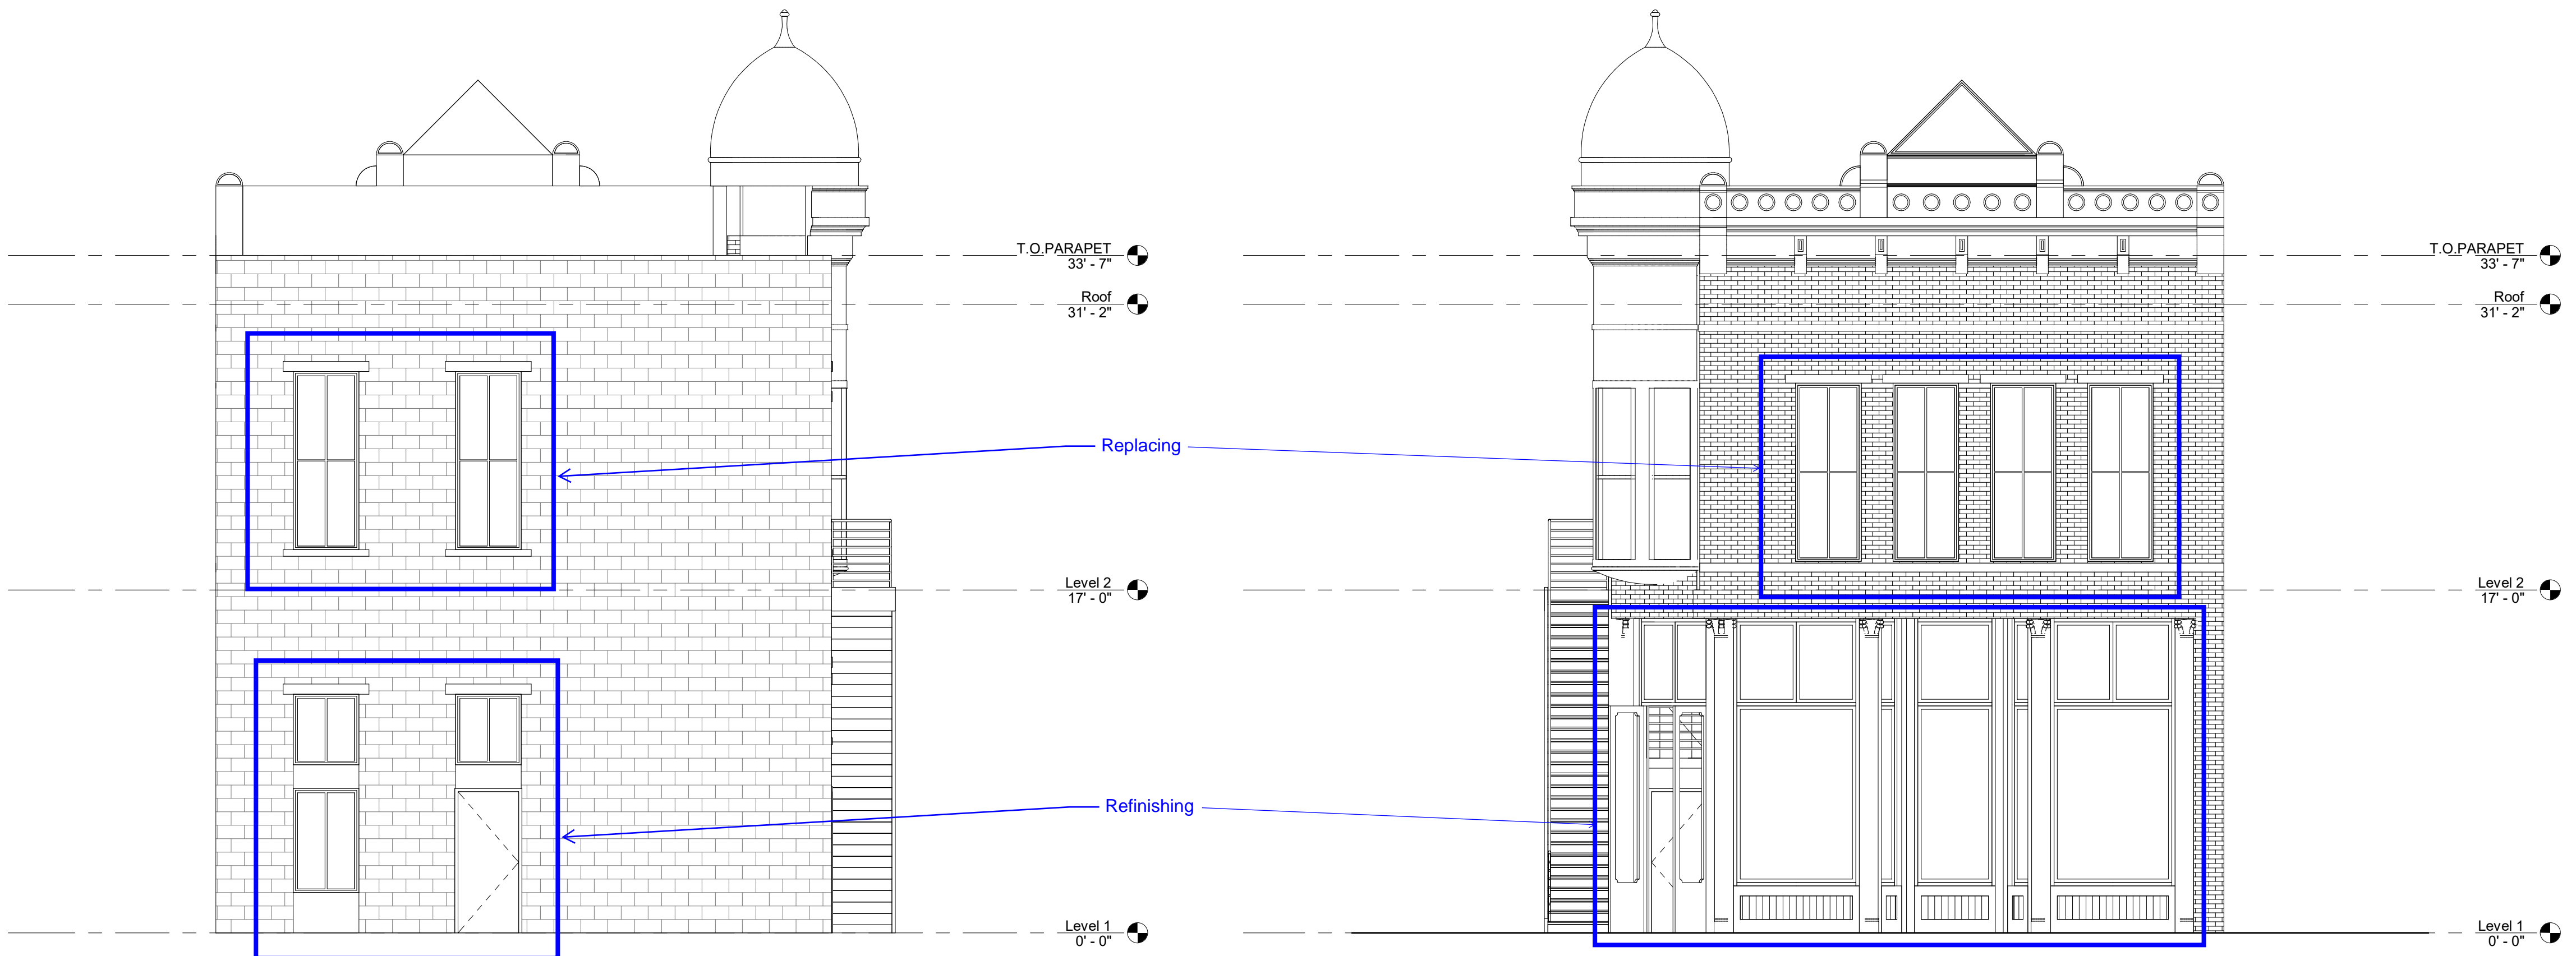 T.O.PARAPET
33' - 7"
Roof
31' - 2"
Replacing
Level 2
17' - 0"
Refinishing
Level 1
0' - 0"
T.O.PARAPET
33' - 7"
Roof
31' - 2"
Level 2
17' - 0"
Level 1
0' - 0"